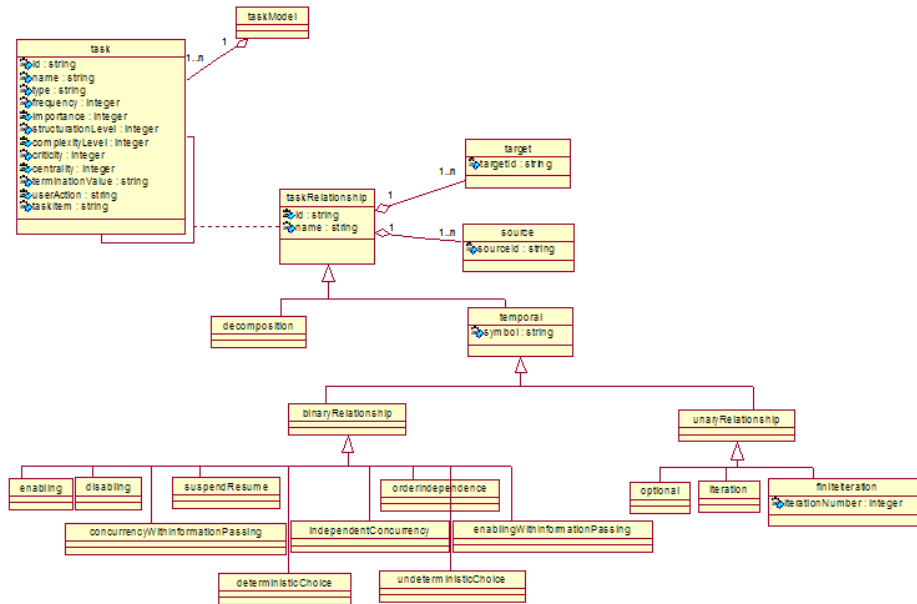 taskModel
1
1..n
task
id : string
name : string
type : string
frequency : Integer
importance : Integer
structurationLevel : Integer
complexityLevel : Integer
criticity : Integer
centrality : Integer
terminationValue : string
userAction : string
taskItem : string
target
targetId : string
1..n
1
taskRelationship
id : string
name : string
1
1..n
source
sourceId : string
decomposition
temporal
symbol : string
binaryRelationship
unaryRelationship
enabling
disabling
suspendResume
orderIndependence
optional
iteration
finiteIteration
iterationNumber : Integer
concurrencyWithInformationPassing
independentConcurrency
enablingWithInformationPassing
deterministicChoice
undeterministicChoice